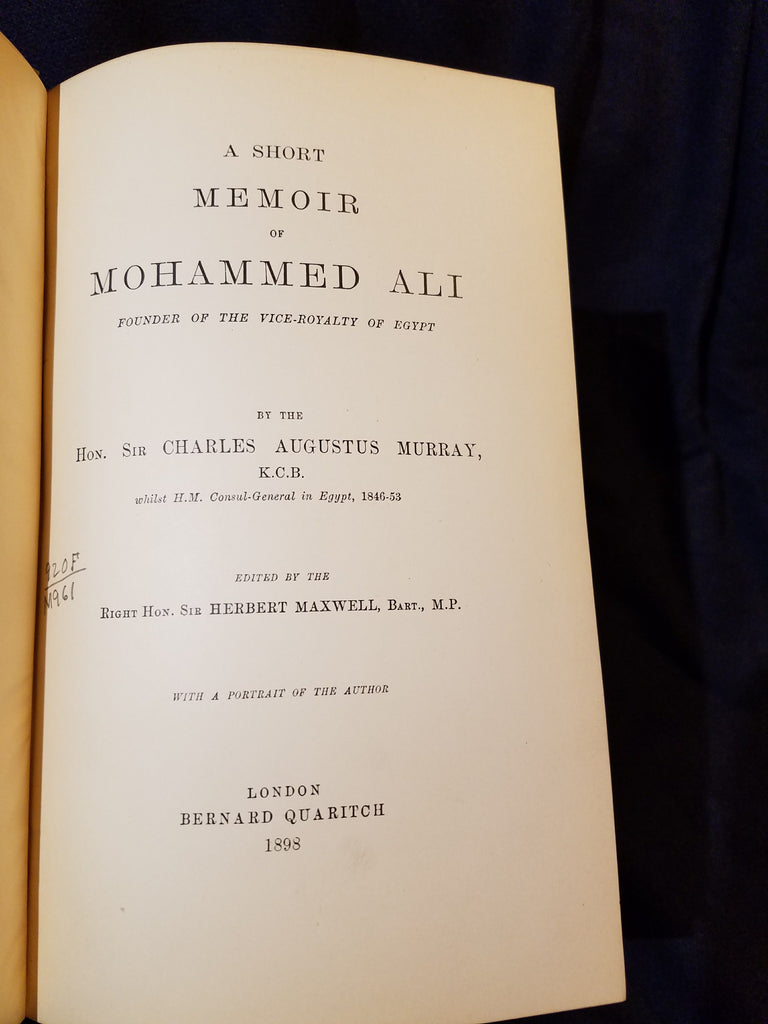 A SHORT
MEMOIR
OF
MOHAMMED ALI
FOUNDER OF THE VICE-ROYALTY OF EGYPT
BY THE
HON. SIR CHARLES AUGUSTUS MURRAY,
K.C.B.
whilst H.M. Consul-General in Egypt, 1846-53
920F
M961
EDITED BY THE
RIGHT HON. SIR HERBERT MAXWELL, BART., M.P.
WITH A PORTRAIT OF THE AUTHOR
LONDON
BERNARD QUARITCH
1898